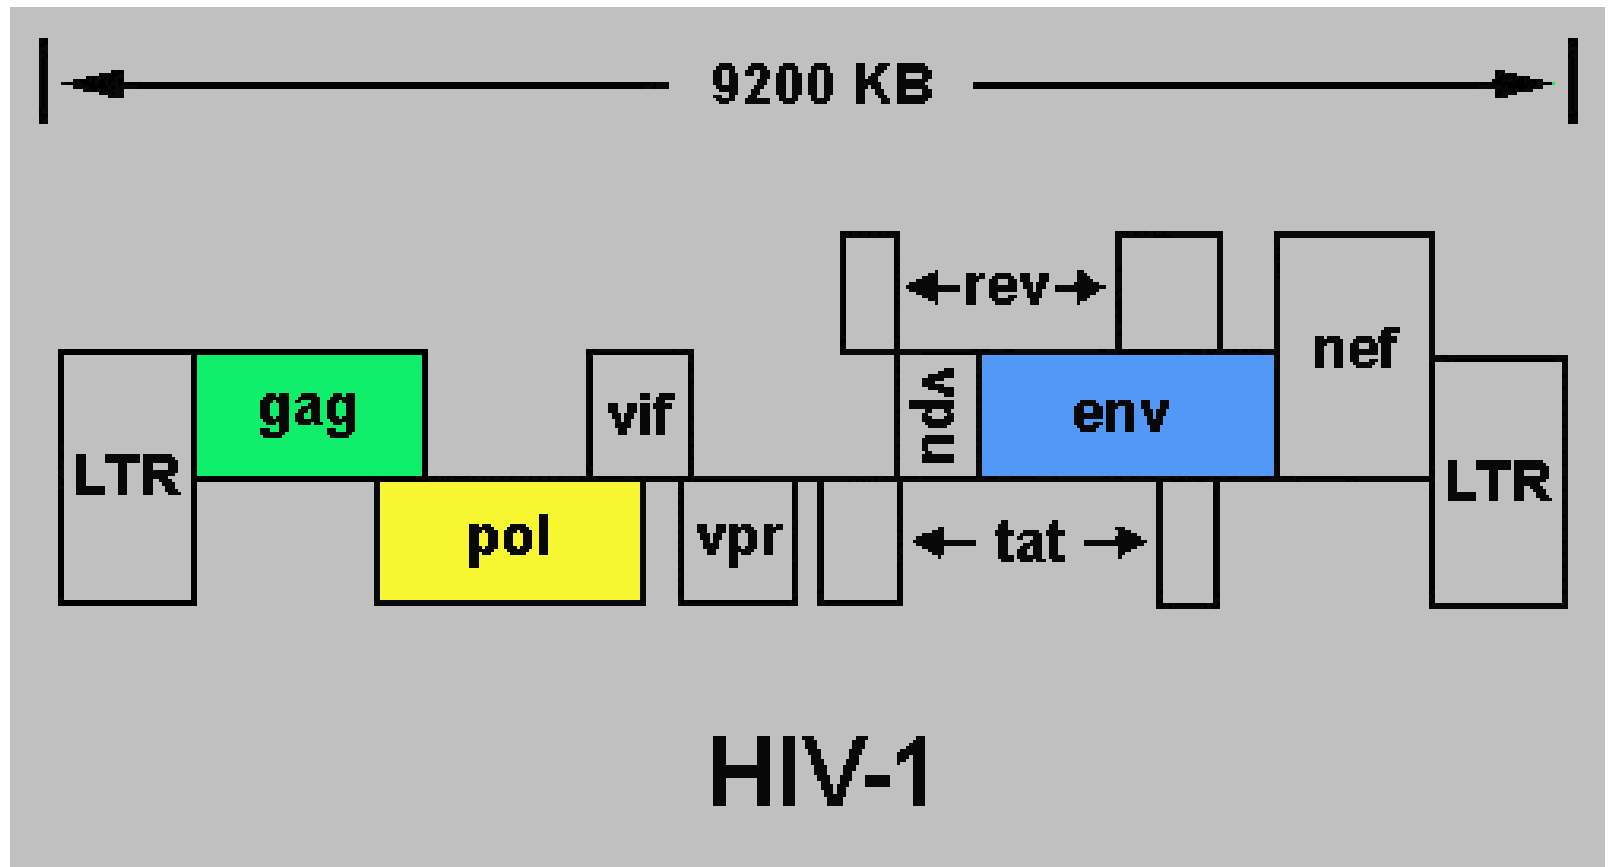 9200 KB
rev
nef
gag
vif
vpu
env
LTR
LTR
pol
vpr
tat
HIV-1